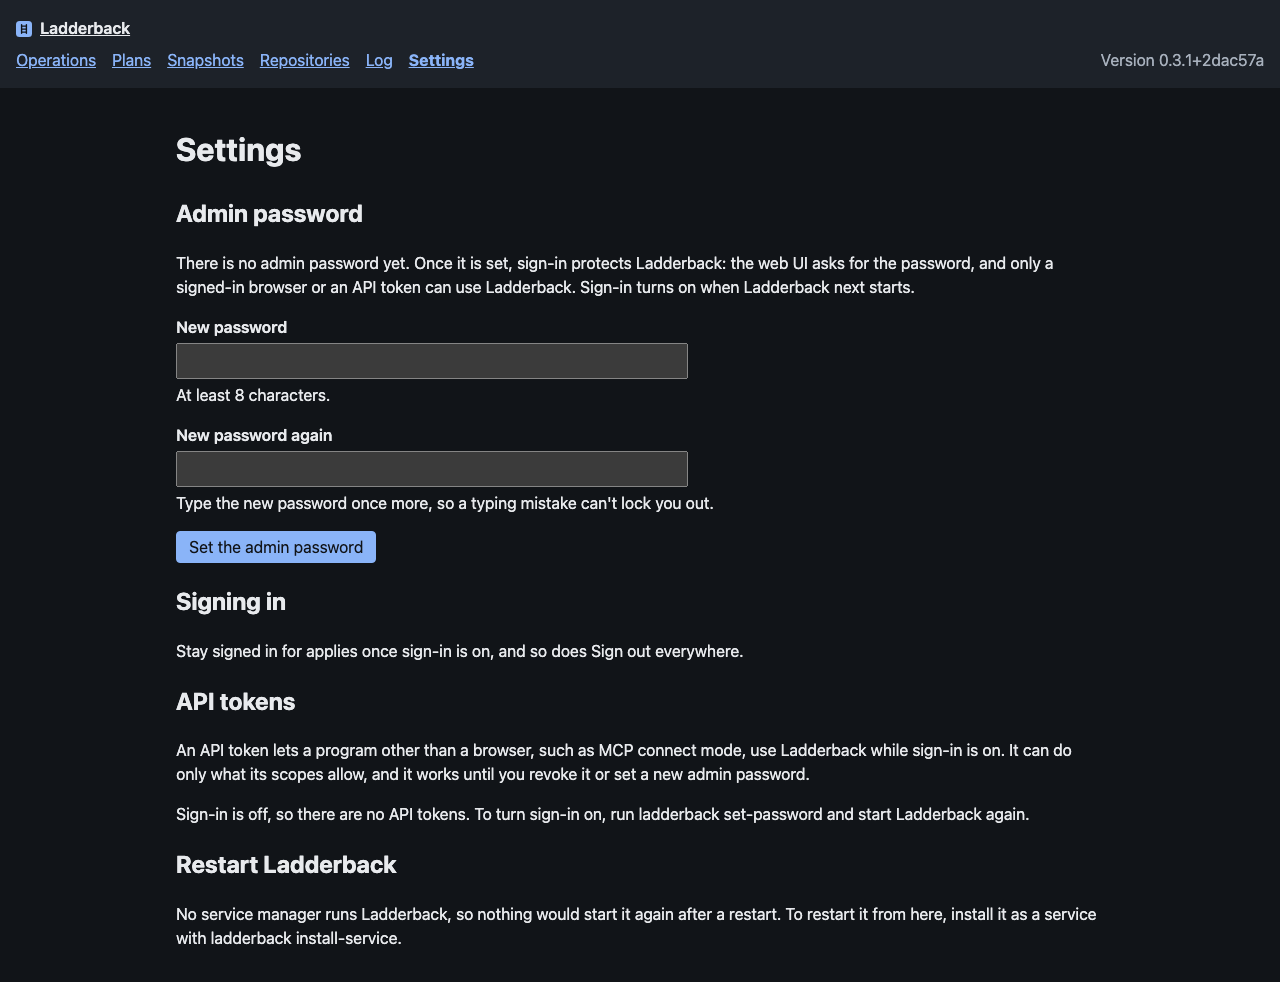 Ladderback
Operations Plans Snapshots Repositories Log Settings Version 0.3.1+2dac57a
Settings
Admin password
There is no admin password yet. Once it is set, sign-in protects Ladderback: the web UI asks for the password, and only a
signed-in browser or an API token can use Ladderback. Sign-in turns on when Ladderback next starts.
New password
At least 8 characters.
New password again
Type the new password once more, so a typing mistake can't lock you out.
Set the admin password
Signing in
Stay signed in for applies once sign-in is on, and so does Sign out everywhere.
API tokens
An API token lets a program other than a browser, such as MCP connect mode, use Ladderback while sign-in is on. It can do
only what its scopes allow, and it works until you revoke it or set a new admin password.
Sign-in is off, so there are no API tokens. To turn sign-in on, run ladderback set-password and start Ladderback again.
Restart Ladderback
No service manager runs Ladderback, so nothing would start it again after a restart. To restart it from here, install it as a service
with ladderback install-service.